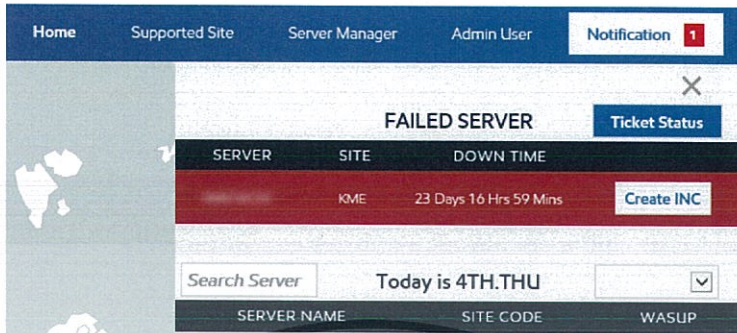 Home Supported Site Server Manager Admin User Notification 1
FAILED SERVER Ticket Status
SERVER SITE DOWN TIME
KME 23 Days 16 Hrs 59 Mins Create INC
Search Server Today is 4TH.THU
SERVER NAME SITE CODE WASUP